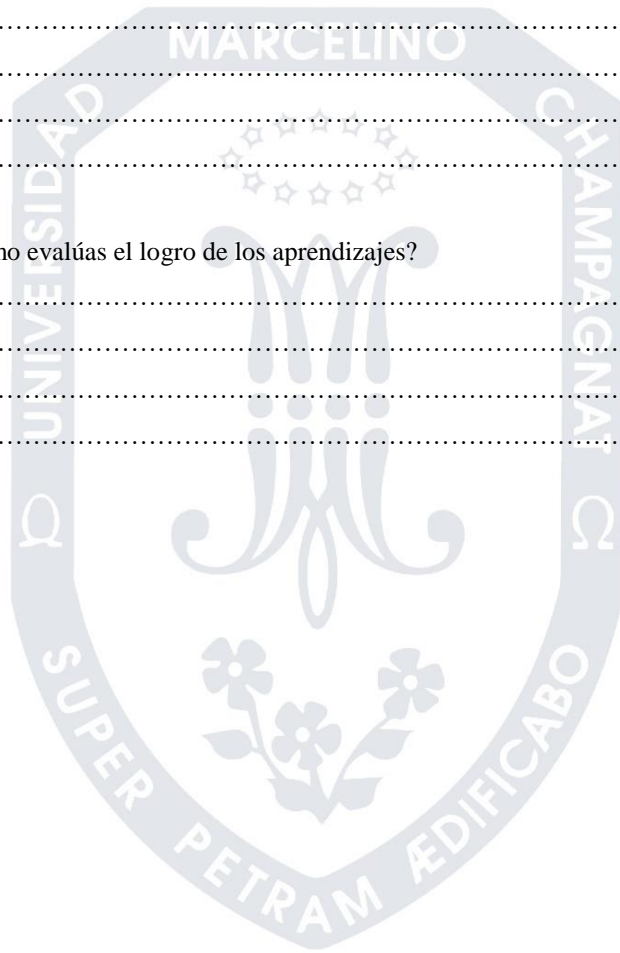 ................................................................................
MARCELINO
................................................................................
................................................................................
................................................................................
UNIVERSIDAD
CHAMPAGNAT
no evalúas el logro de los aprendizajes?
................................................................................
................................................................................
................................................................................
................................................................................
Ω
Ω
SUPER PETRAM ÆDIFICABO